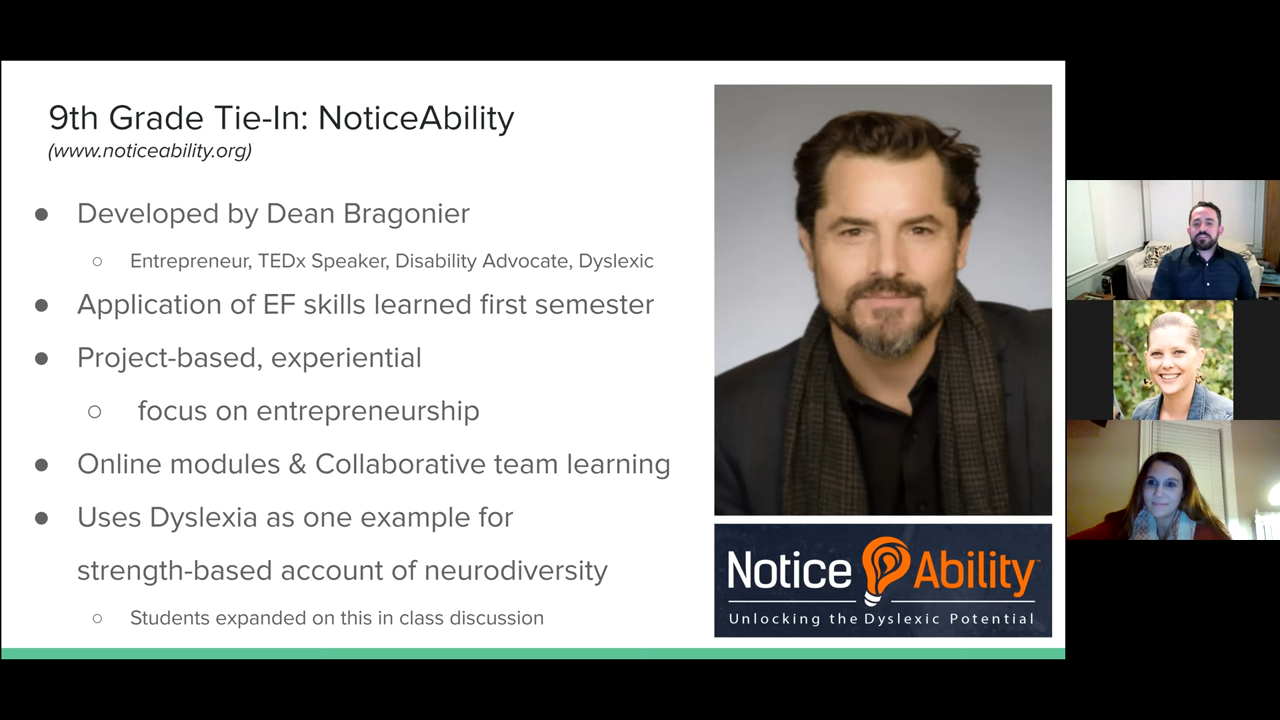 9th Grade Tie-In: NoticeAbility
(www.noticeability.org)
● Developed by Dean Bragonier
○ Entrepreneur, TEDx Speaker, Disability Advocate, Dyslexic
● Application of EF skills learned first semester
● Project-based, experiential
○ focus on entrepreneurship
● Online modules & Collaborative team learning
● Uses Dyslexia as one example for
strength-based account of neurodiversity
○ Students expanded on this in class discussion
Notice Ability™
Unlocking the Dyslexic Potential